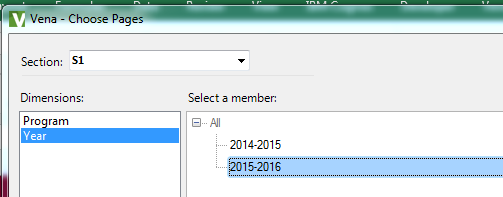 Vena - Choose Pages
Section: S1
Dimensions:
Program
Year
Select a member:
All
2014-2015
2015-2016